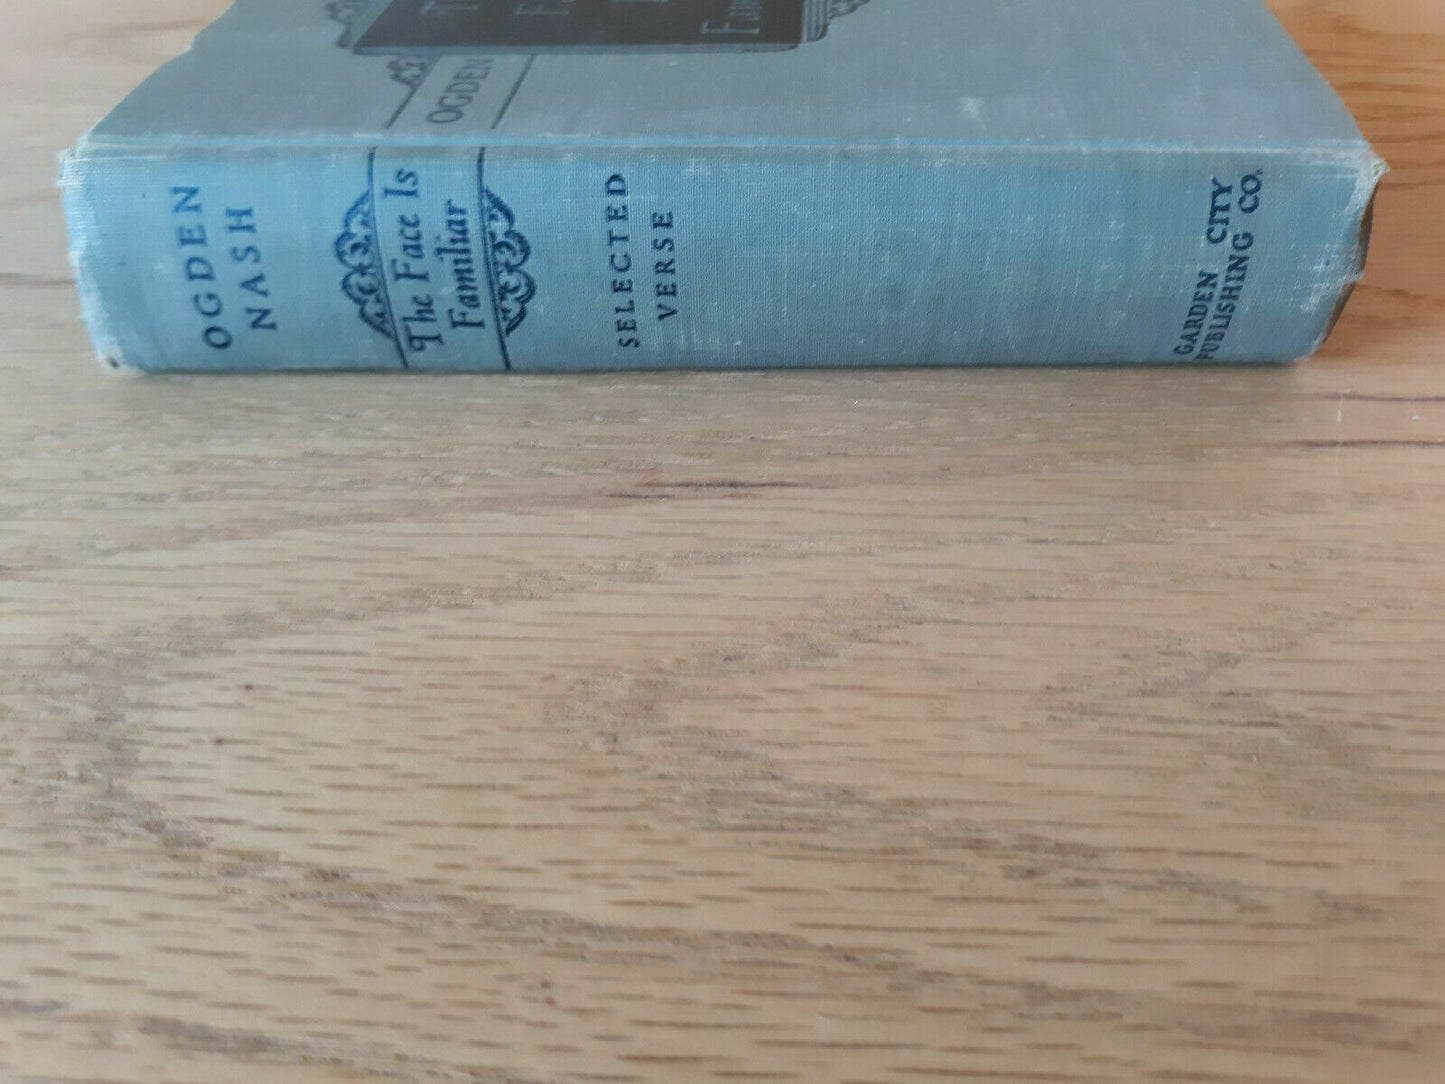 OGDEN
NASH
The Face Is
Familiar
SELECTED
VERSE
GARDEN CITY
PUBLISHING CO.
OGDEN